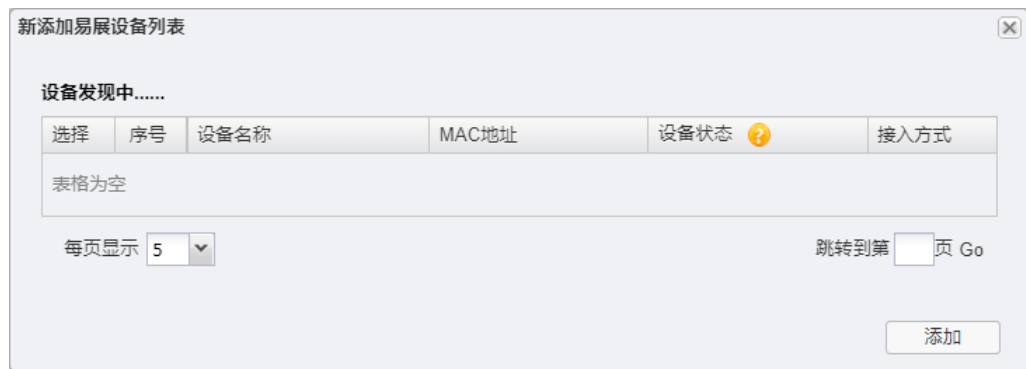 新添加易展设备列表
设备发现中......
选择 序号 设备名称 MAC地址 设备状态 ? 接入方式
表格为空
每页显示 5 跳转到第 页 Go
添加